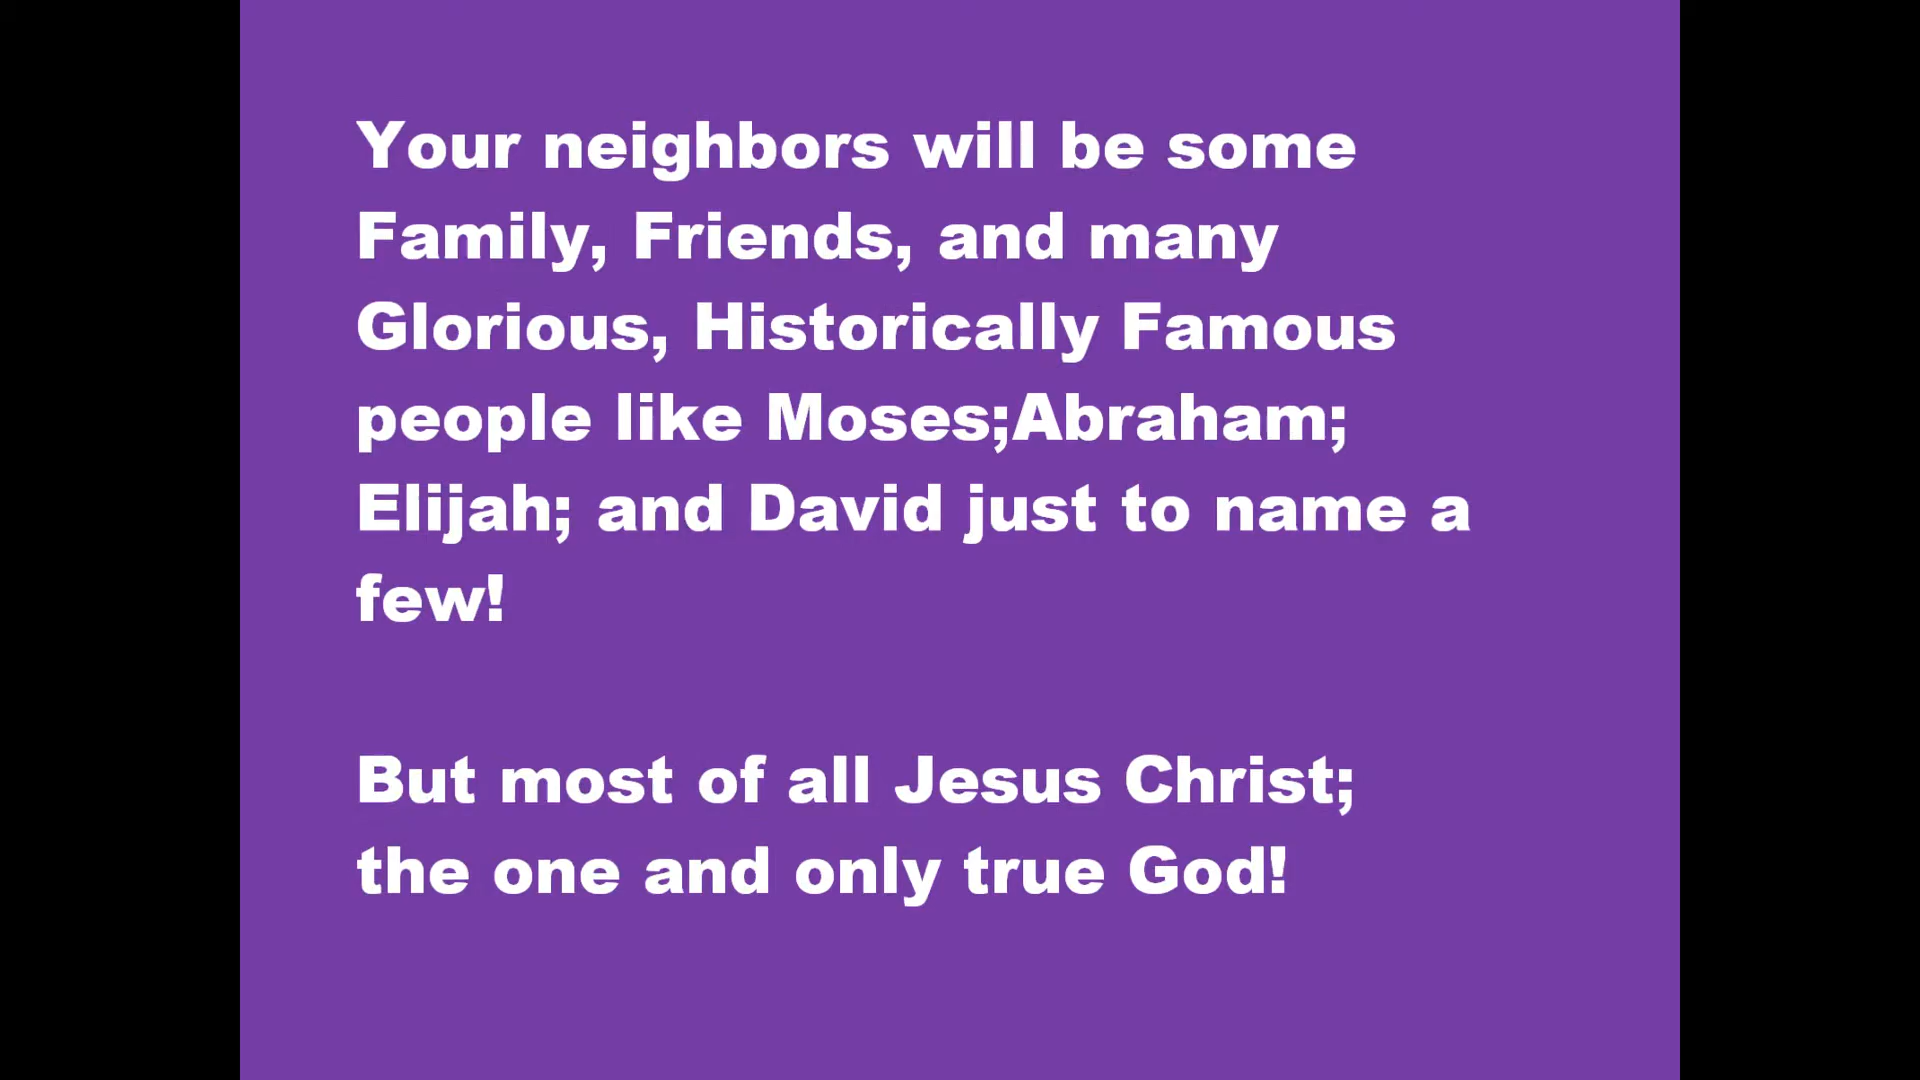 Your neighbors will be some
Family, Friends, and many
Glorious, Historically Famous
people like Moses;Abraham;
Elijah; and David just to name a
few!
But most of all Jesus Christ;
the one and only true God!